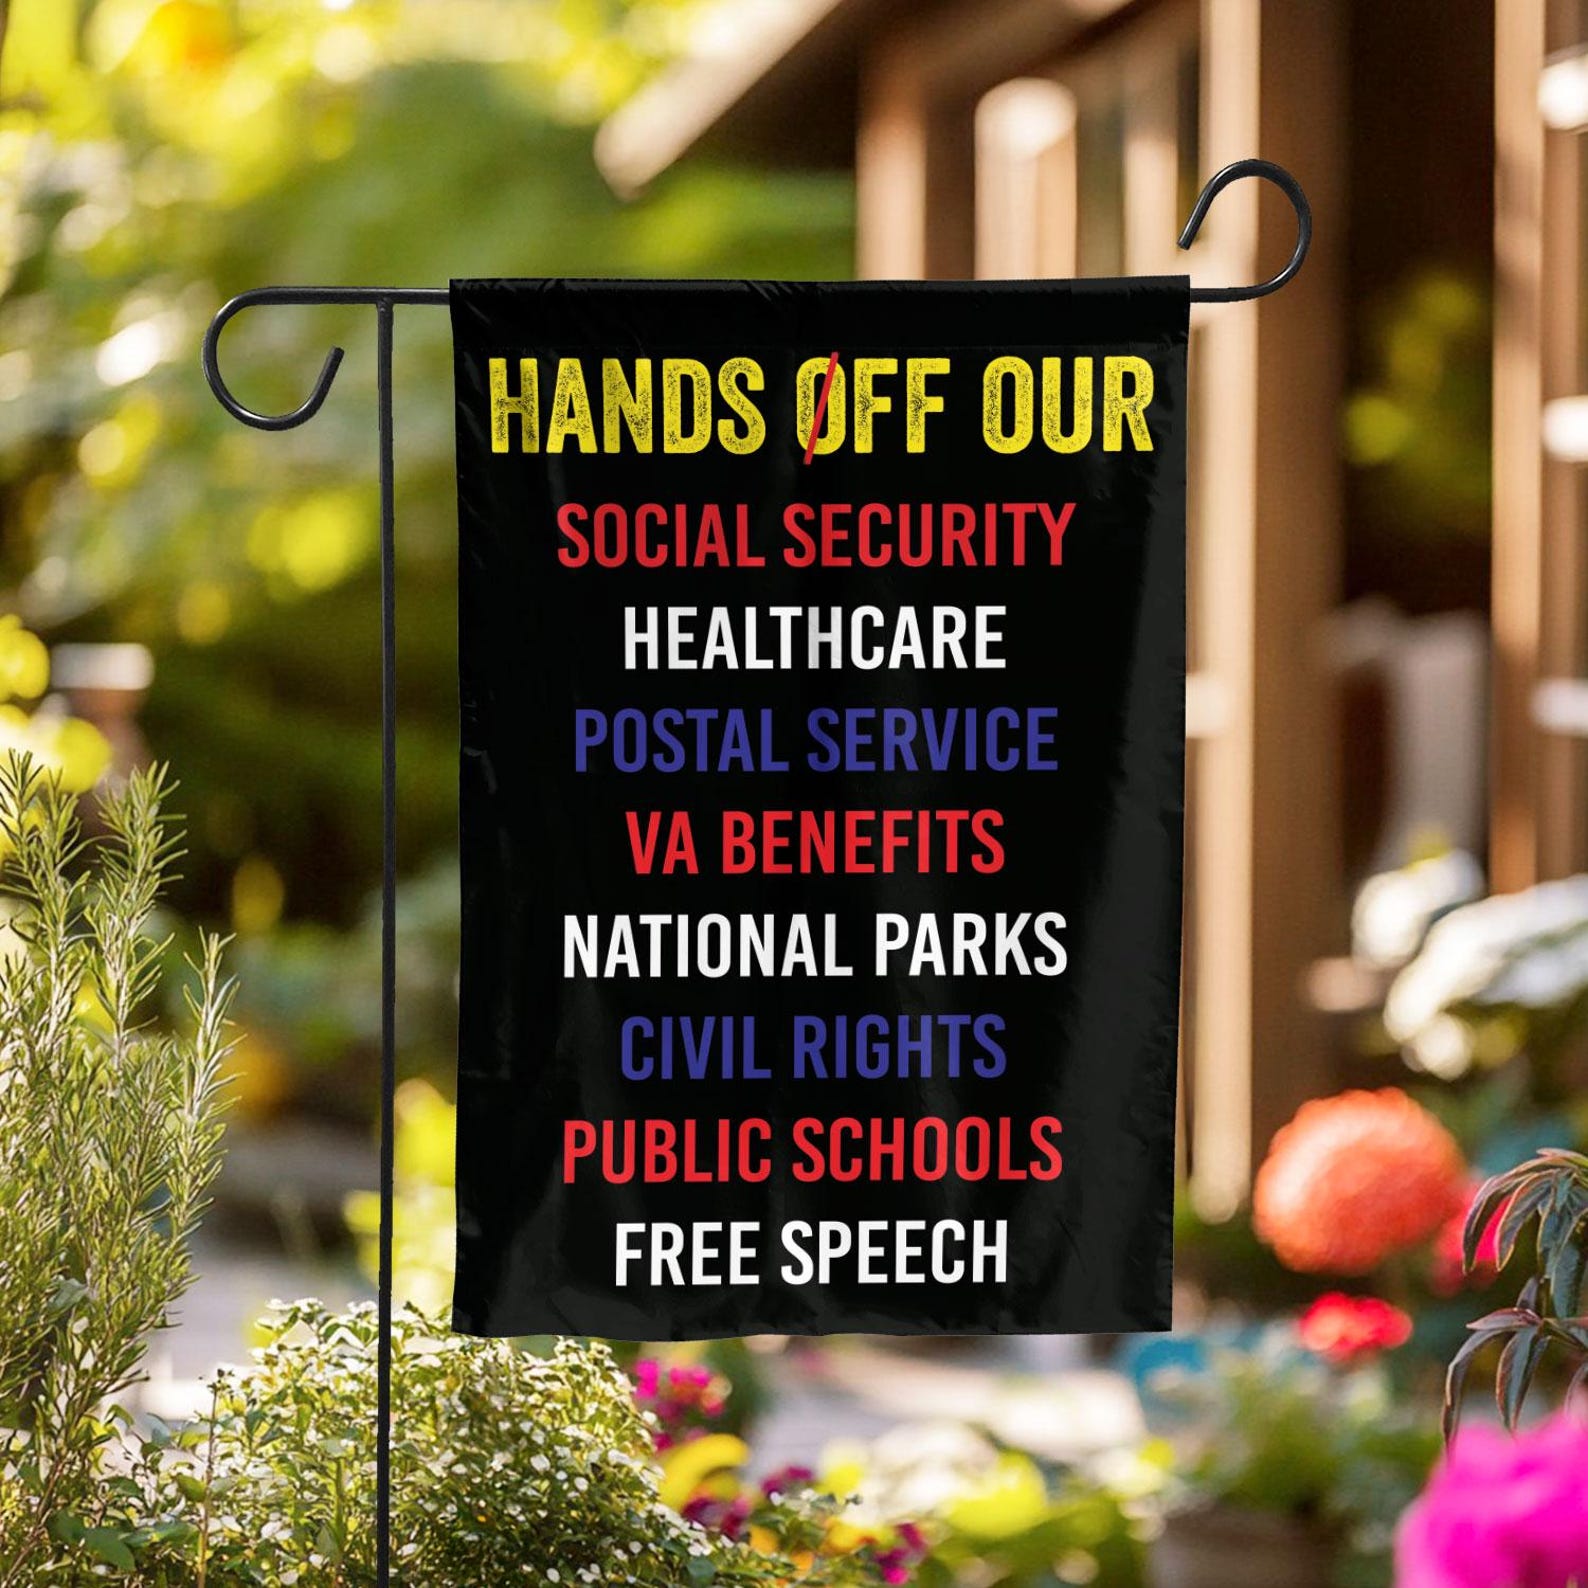 HANDS OFF OUR
SOCIAL SECURITY
HEALTHCARE
POSTAL SERVICE
VA BENEFITS
NATIONAL PARKS
CIVIL RIGHTS
PUBLIC SCHOOLS
FREE SPEECH